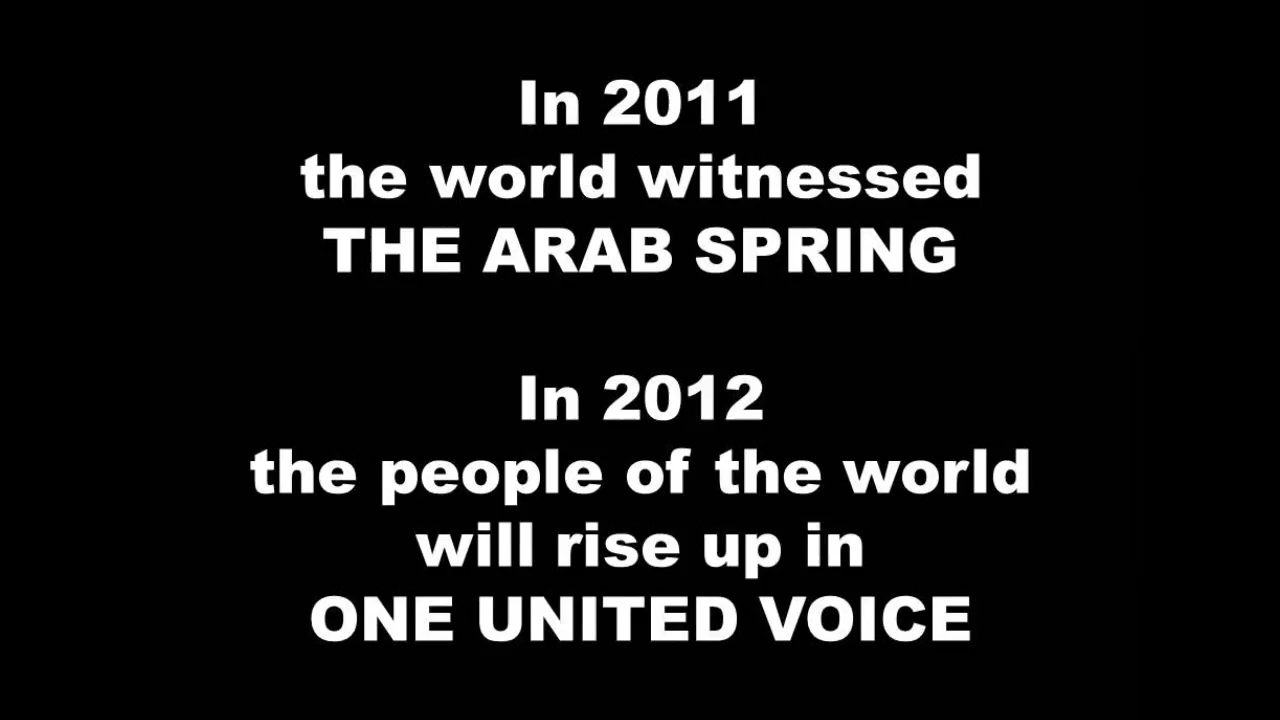 In 2011
the world witnessed
THE ARAB SPRING
In 2012
the people of the world
will rise up in
ONE UNITED VOICE